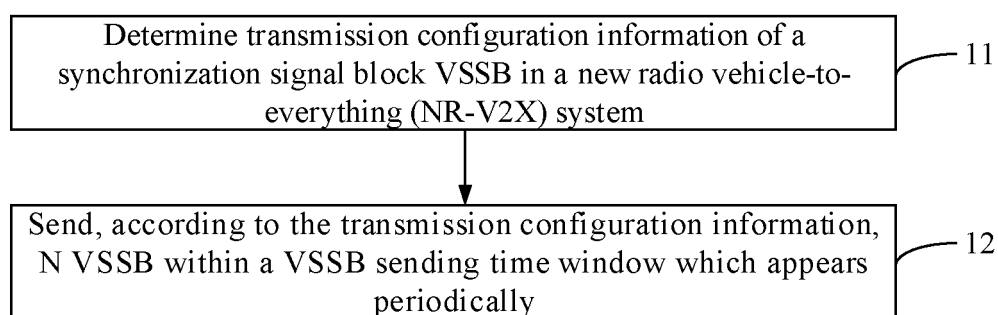 Determine transmission configuration information of a
synchronization signal block VSSB in a new radio vehicle-to-
everything (NR-V2X) system
11
Send, according to the transmission configuration information,
N VSSB within a VSSB sending time window which appears
periodically
12